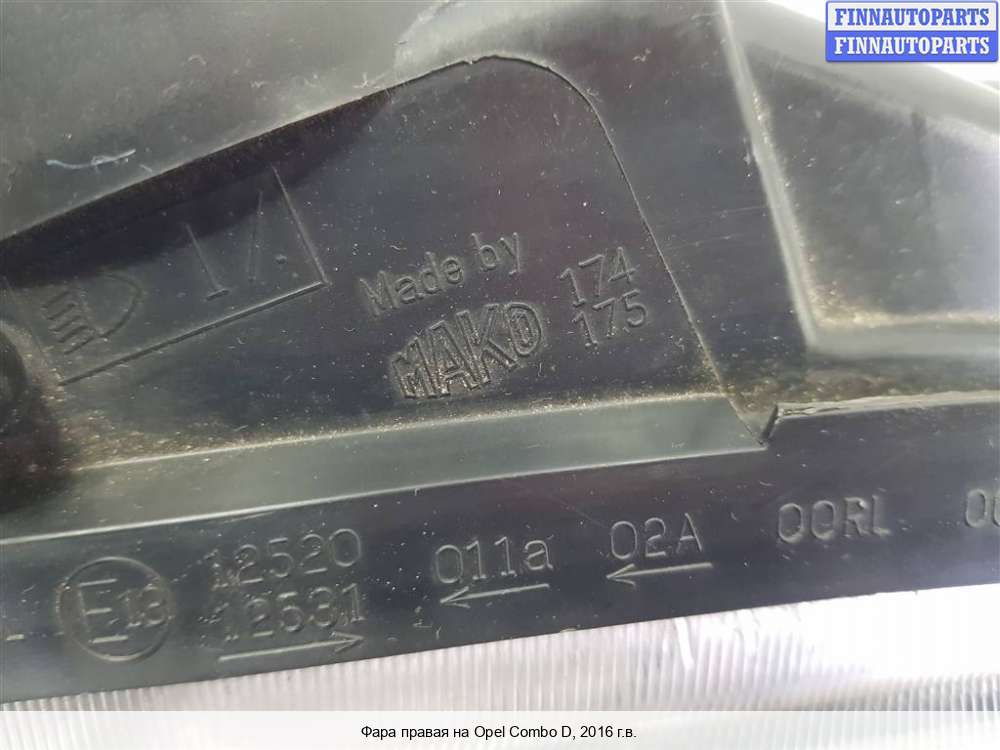 FINNAUTOPARTS
FINNAUTOPARTS
Made by
MAKO
174
175
E13
12520
12531
011a
02A
00RL
Фара правая на Opel Combo D, 2016 г.в.